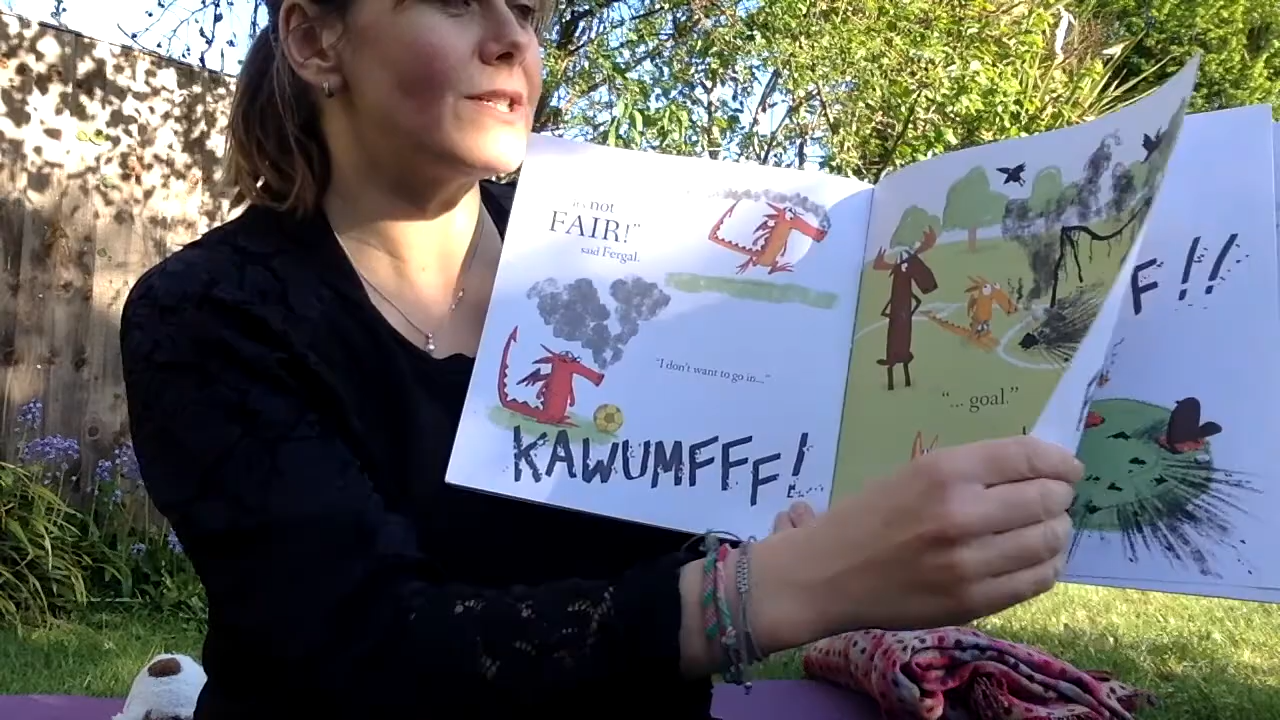 it's not
FAIR!"
said Fergal.
"I don't want to go in..."
KAWUMFFF!
"... goal."
F!!